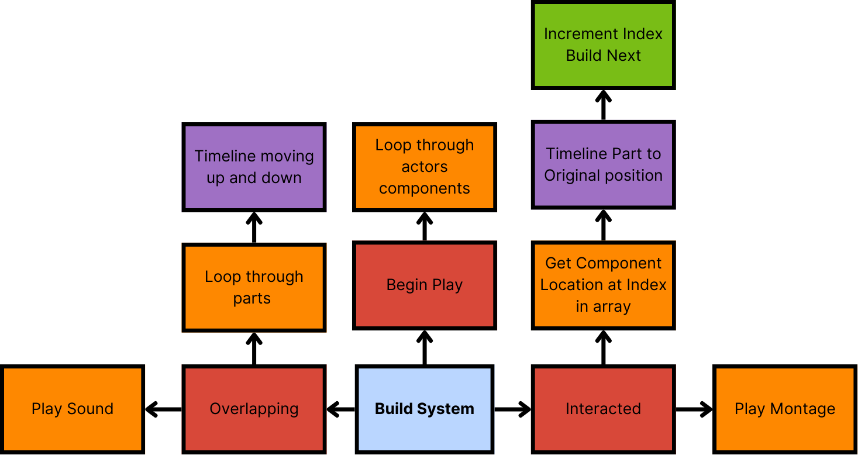 Increment Index
Build Next
Timeline moving
up and down
Loop through
actors
components
Timeline Part to
Original position
Loop through
parts
Begin Play
Get Component
Location at Index
in array
Play Sound
Overlapping
Build System
Interacted
Play Montage